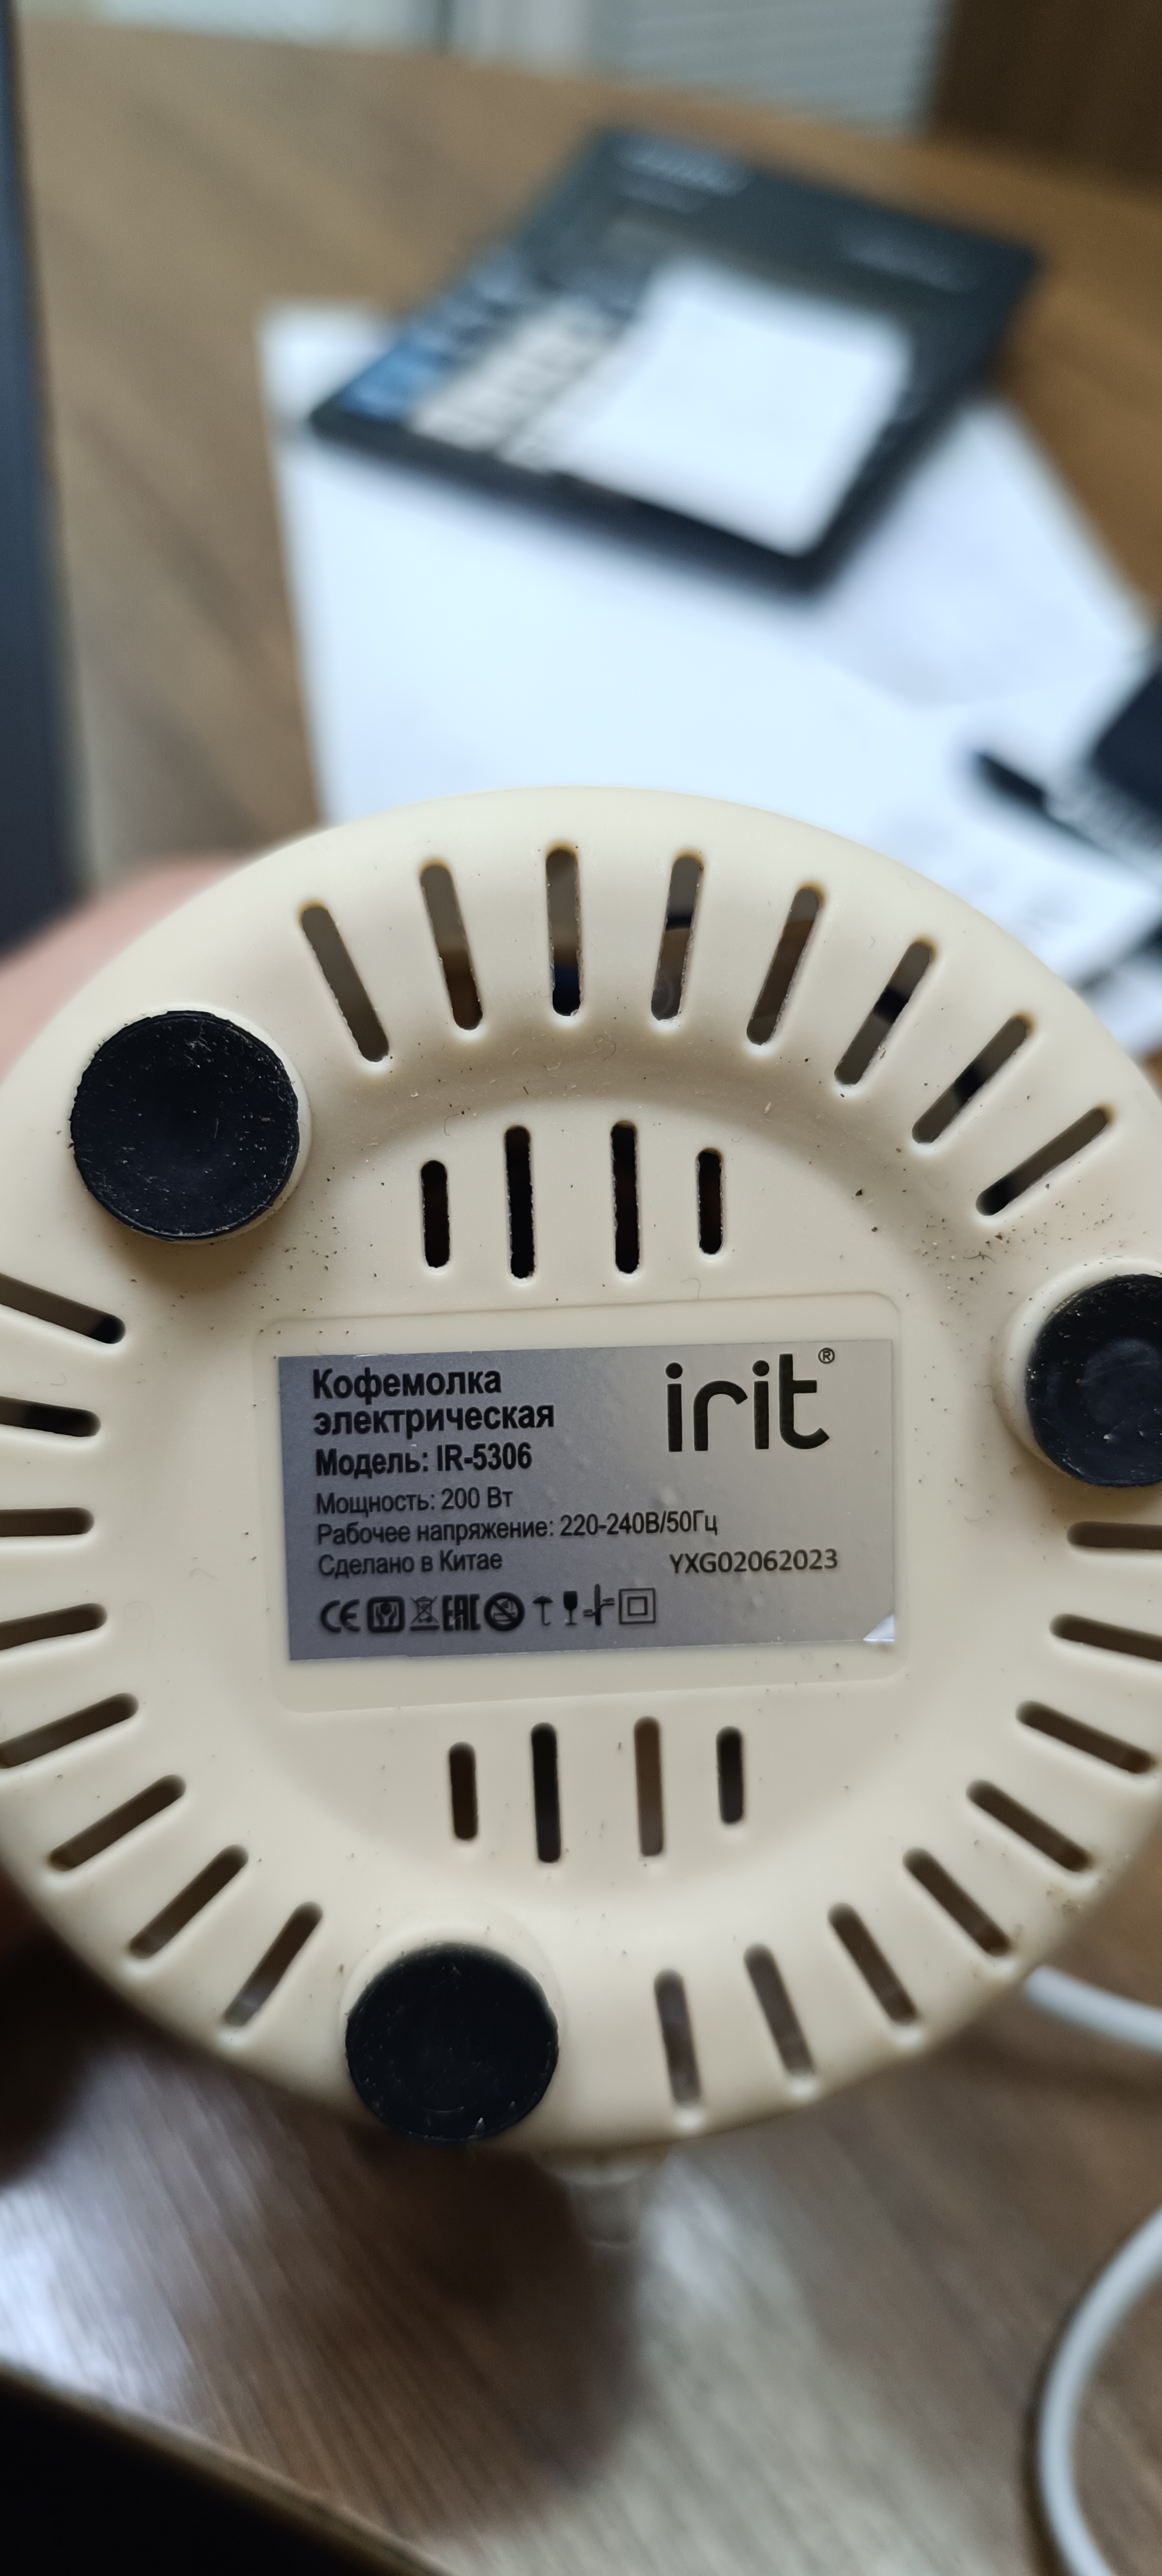 Кофемолка
электрическая
irit®
Модель: IR-5306
Мощность: 200 Вт
Рабочее напряжение: 220-240В/50Гц
Сделано в Китае
YXG02062023
CE EAC